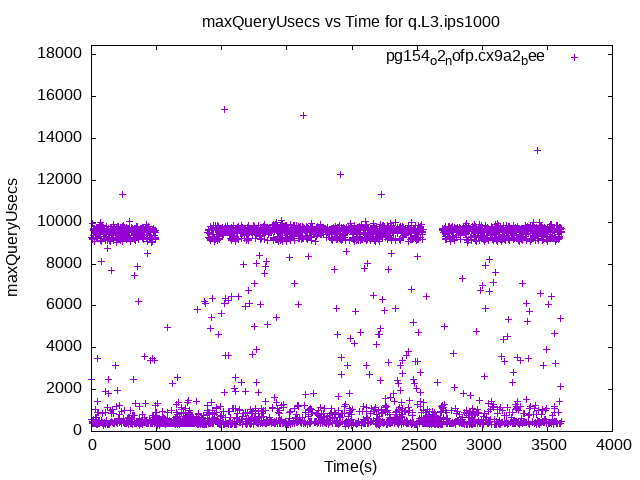 maxQueryUsecs vs Time for q.L3.ips1000
pg154o2nofp.cx9a2bee
18000
16000
14000
12000
10000
8000
6000
4000
2000
0
maxQueryUsecs
0 500 1000 1500 2000 2500 3000 3500 4000
Time(s)